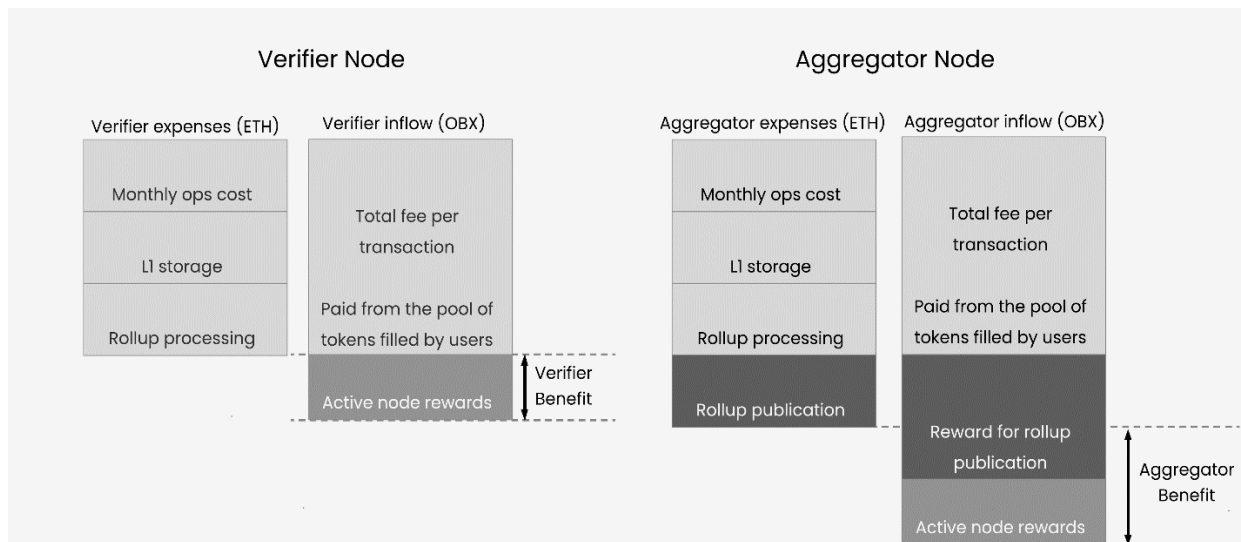 Verifier Node
Verifier expenses (ETH)
Monthly ops cost
L1 storage
Rollup processing
Verifier inflow (OBX)
Total fee per
transaction
Paid from the pool of
tokens filled by users
Active node rewards
Verifier
Benefit
Aggregator Node
Aggregator expenses (ETH)
Monthly ops cost
L1 storage
Rollup processing
Rollup publication
Aggregator inflow (OBX)
Total fee per
transaction
Paid from the pool of
tokens filled by users
Reward for rollup
publication
Active node rewards
Aggregator
Benefit